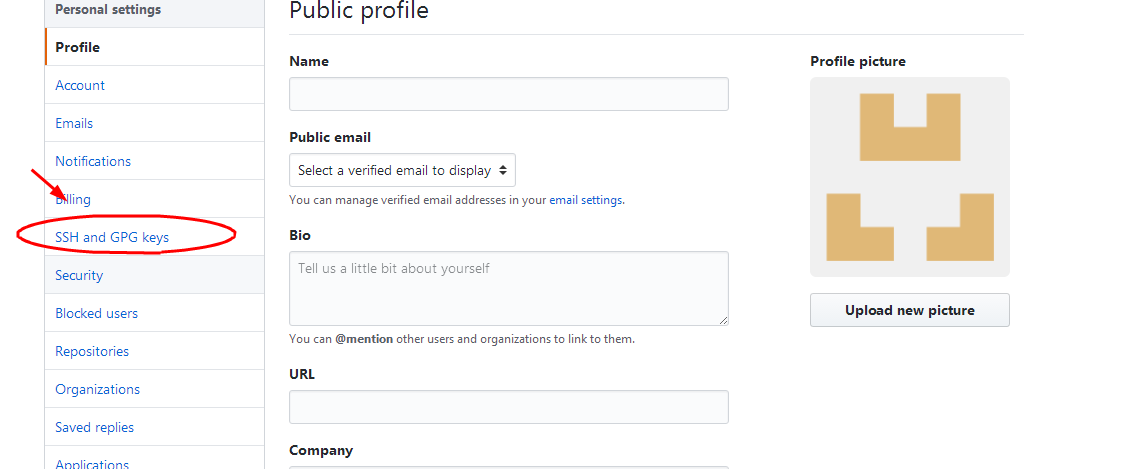 Personal settings
Profile
Account
Emails
Notifications
Billing
SSH and GPG keys
Security
Blocked users
Repositories
Organizations
Saved replies
Applications
Public profile
Name
Public email
Select a verified email to display
You can manage verified email addresses in your email settings.
Bio
Tell us a little bit about yourself
You can @mention other users and organizations to link to them.
URL
Company
Profile picture
Upload new picture